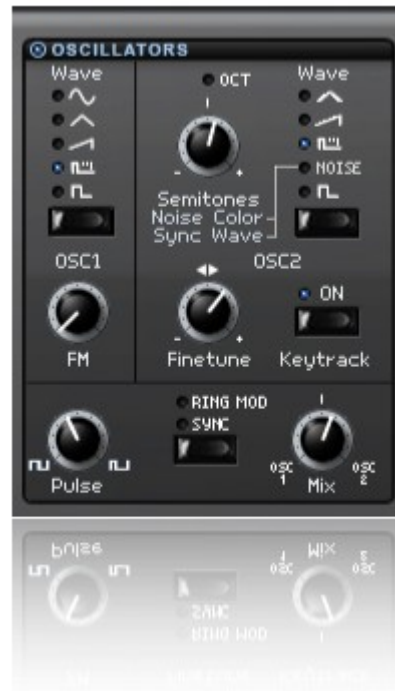 OSCILLATORS
Wave
OCT
Wave
- +
NOISE
Semitones
Noise Color
Sync Wave
OSC1
OSC2
ON
- +
FM
Finetune
Keytrack
RING MOD
SYNC
Pulse
OSC 1
Mix
OSC 2